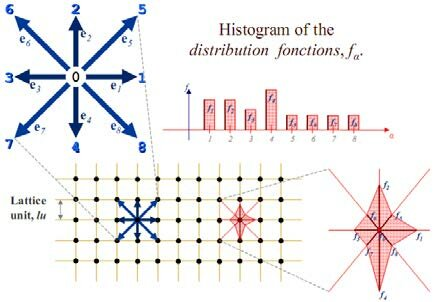 6 2 5
e6 e2 e5
3 e3 0 e1 1
e7 e4 e8
7 4 8
Histogram of the
distribution fonctions, fα.
f
f1 f2 f3 f4 f5 f6 f7 f8
1 2 3 4 5 6 7 8 α
Lattice
unit, lu
f2
f6 f5
f3 f1
f7 f8
f4